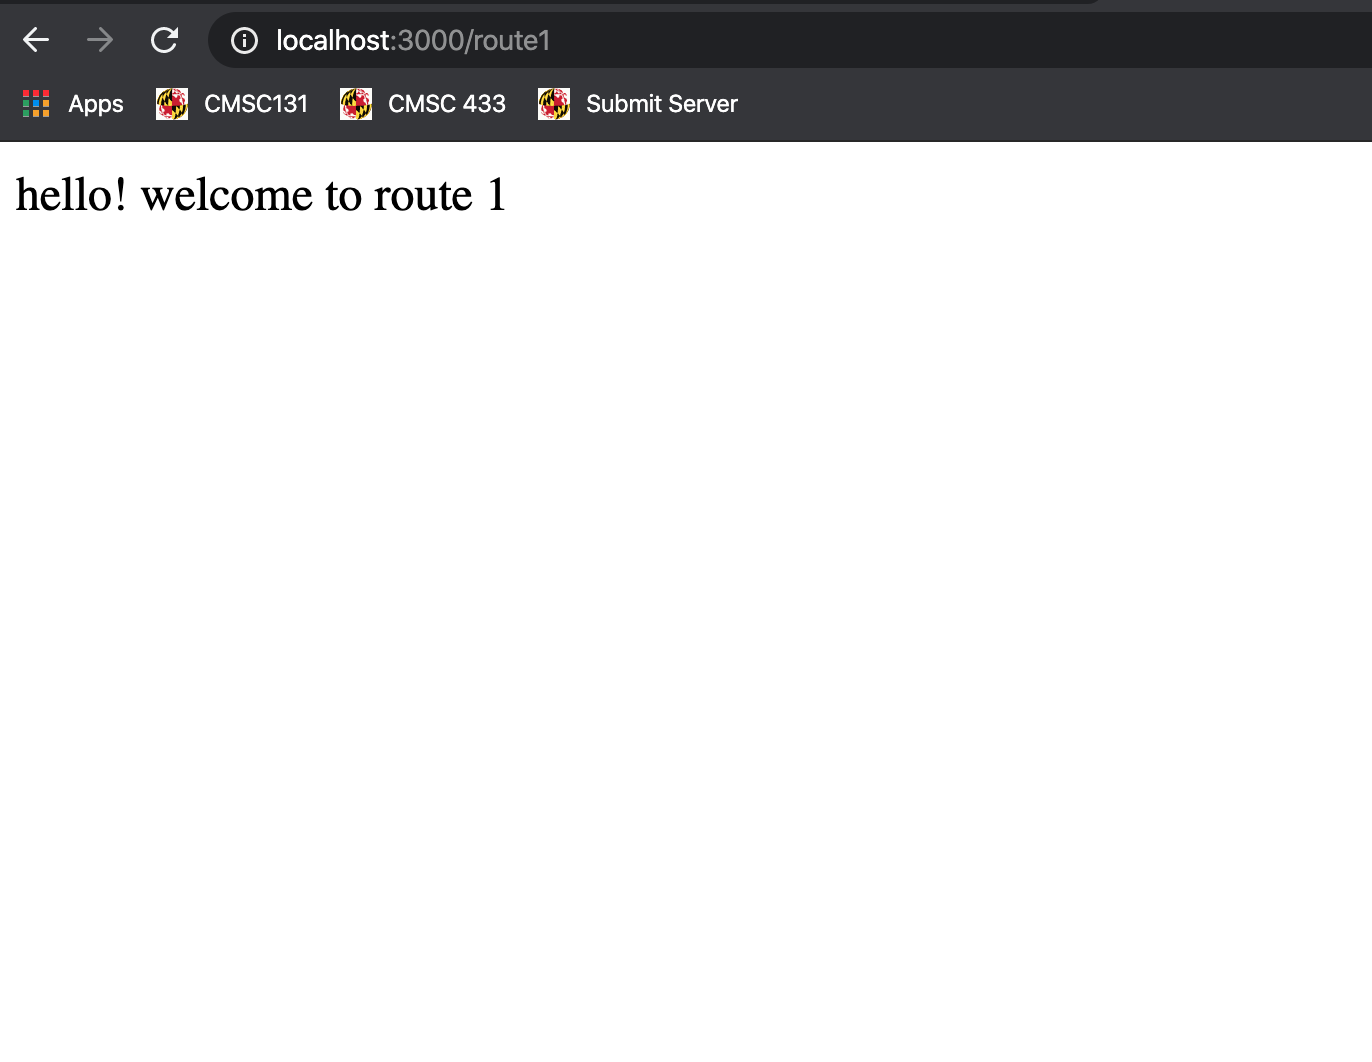 localhost:3000/route1
Apps CMSC131 CMSC 433 Submit Server
hello! welcome to route 1